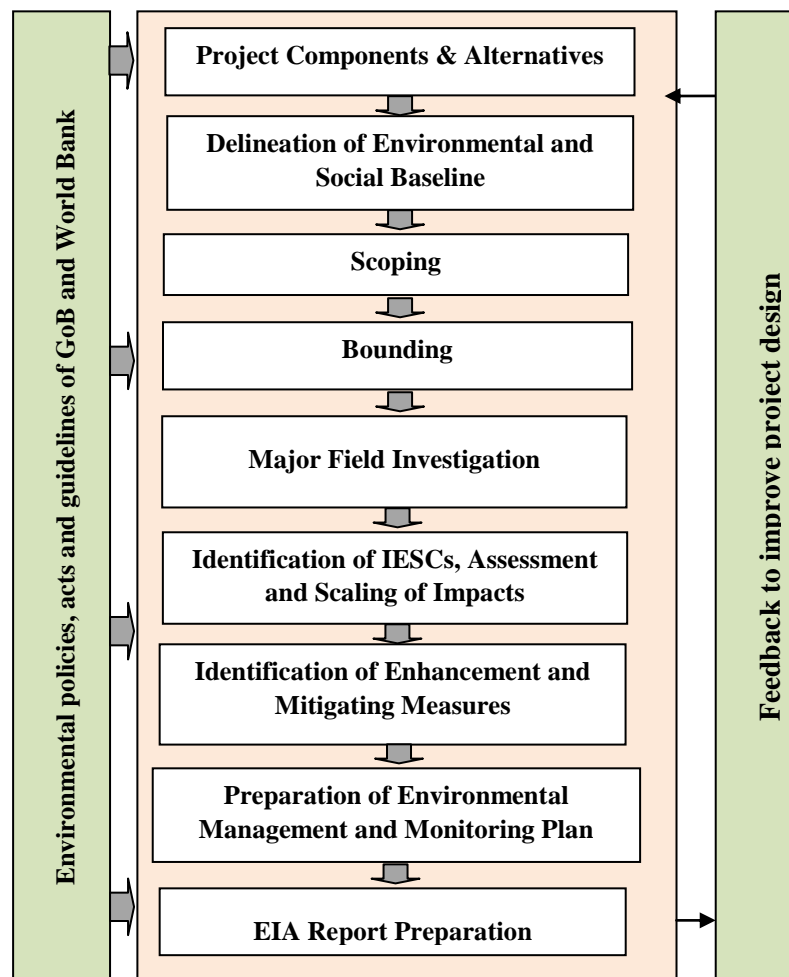 Environmental policies, acts and guidelines of GoB and World Bank
Project Components & Alternatives
Delineation of Environmental and
Social Baseline
Scoping
Bounding
Major Field Investigation
Identification of IESCs, Assessment
and Scaling of Impacts
Identification of Enhancement and
Mitigating Measures
Preparation of Environmental
Management and Monitoring Plan
EIA Report Preparation
Feedback to improve project design